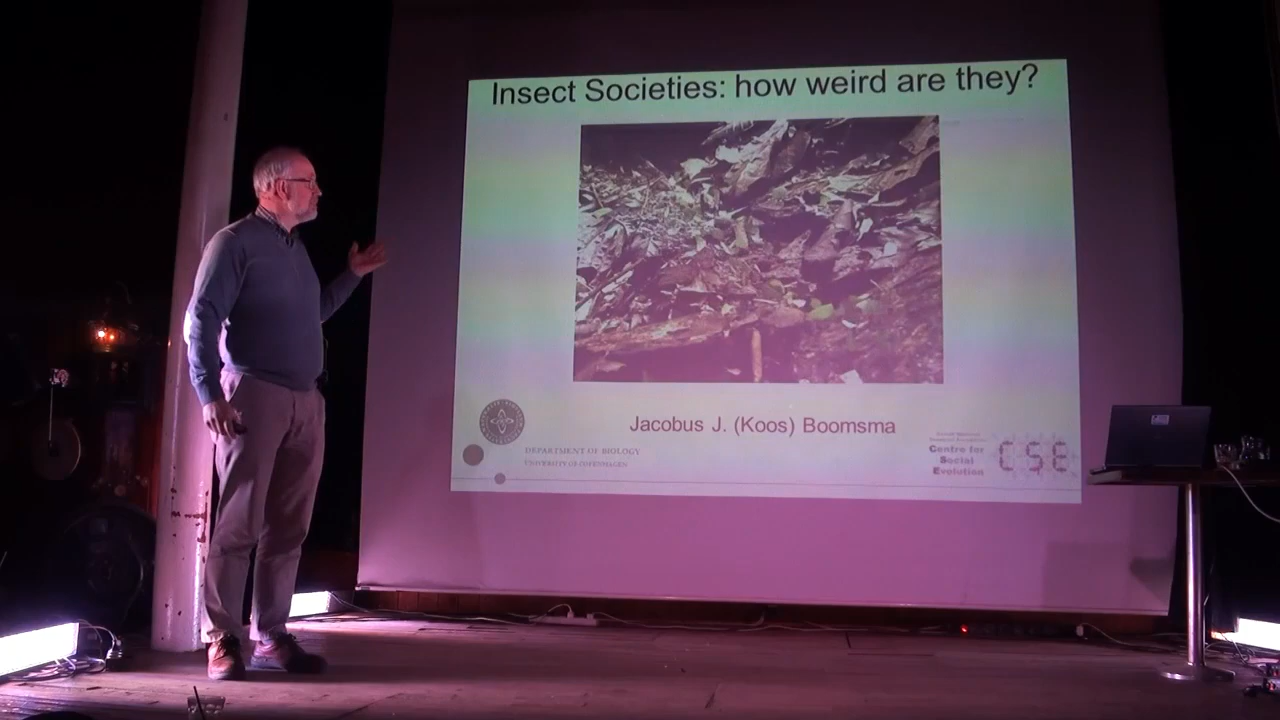 Insect Societies: how weird are they?
Jacobus J. (Koos) Boomsma
DEPARTMENT OF BIOLOGY
UNIVERSITY OF COPENHAGEN
Centre for
Social
Evolution
CSE